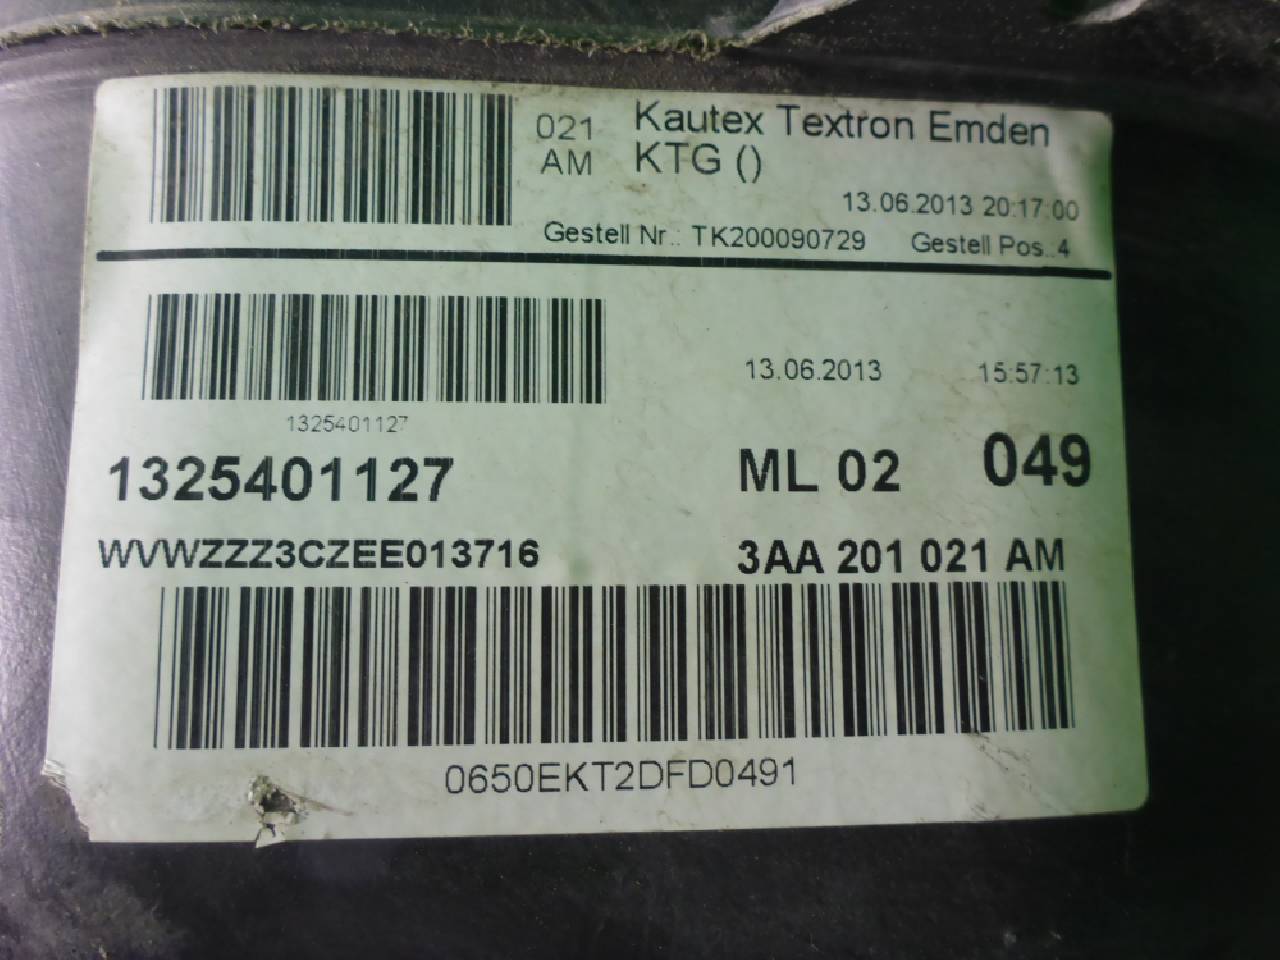 021 Kautex Textron Emden
AM KTG ()
13.06.2013 20:17:00
Gestell Nr.: TK200090729 Gestell Pos.:4
13.06.2013 15:57:13
1325401127
1325401127 ML 02 049
WVWZZZ3CZEE013716 3AA 201 021 AM
0650EKT2DFD0491